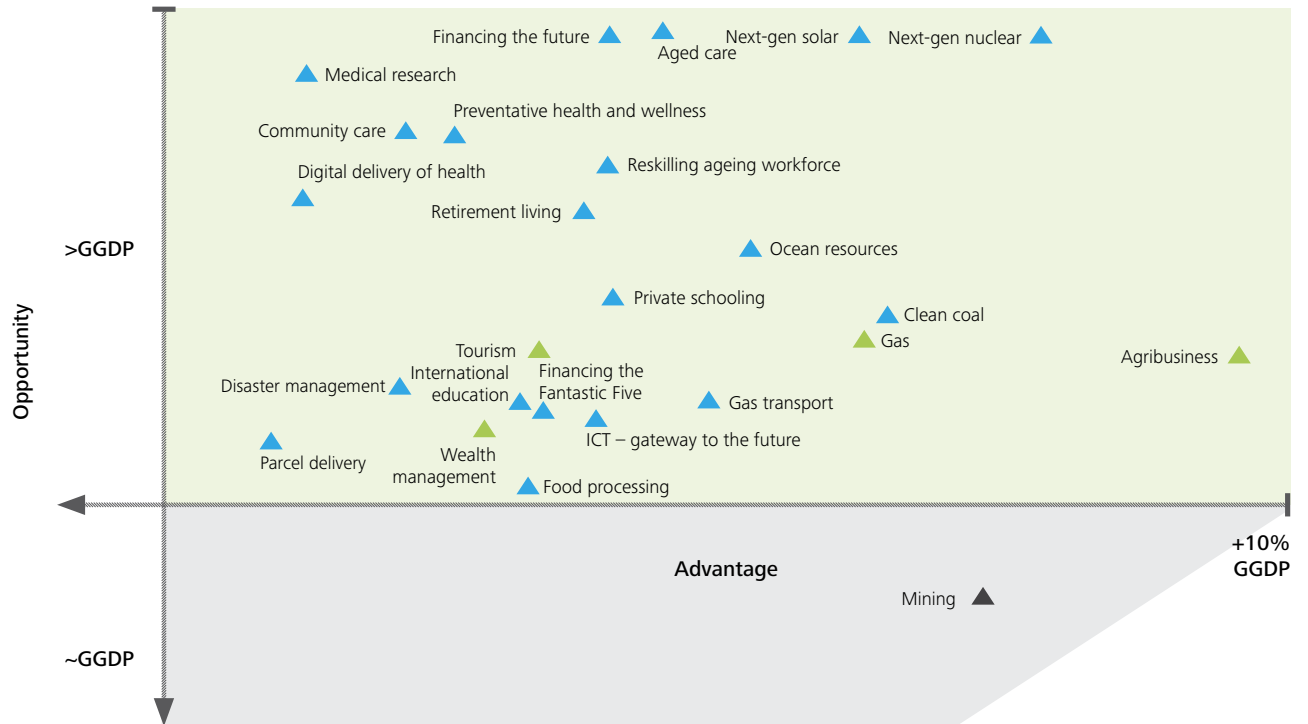 Financing the future
Aged care
Next-gen solar
Next-gen nuclear
Medical research
Preventative health and wellness
Community care
Digital delivery of health
Reskilling ageing workforce
Retirement living
>GGDP
Ocean resources
Private schooling
Opportunity
Clean coal
Gas
Tourism
Agribusiness
International
education
Financing the
Fantastic Five
Disaster management
Gas transport
ICT – gateway to the future
Wealth
management
Parcel delivery
Food processing
+10%
GGDP
Advantage
Mining
~GGDP